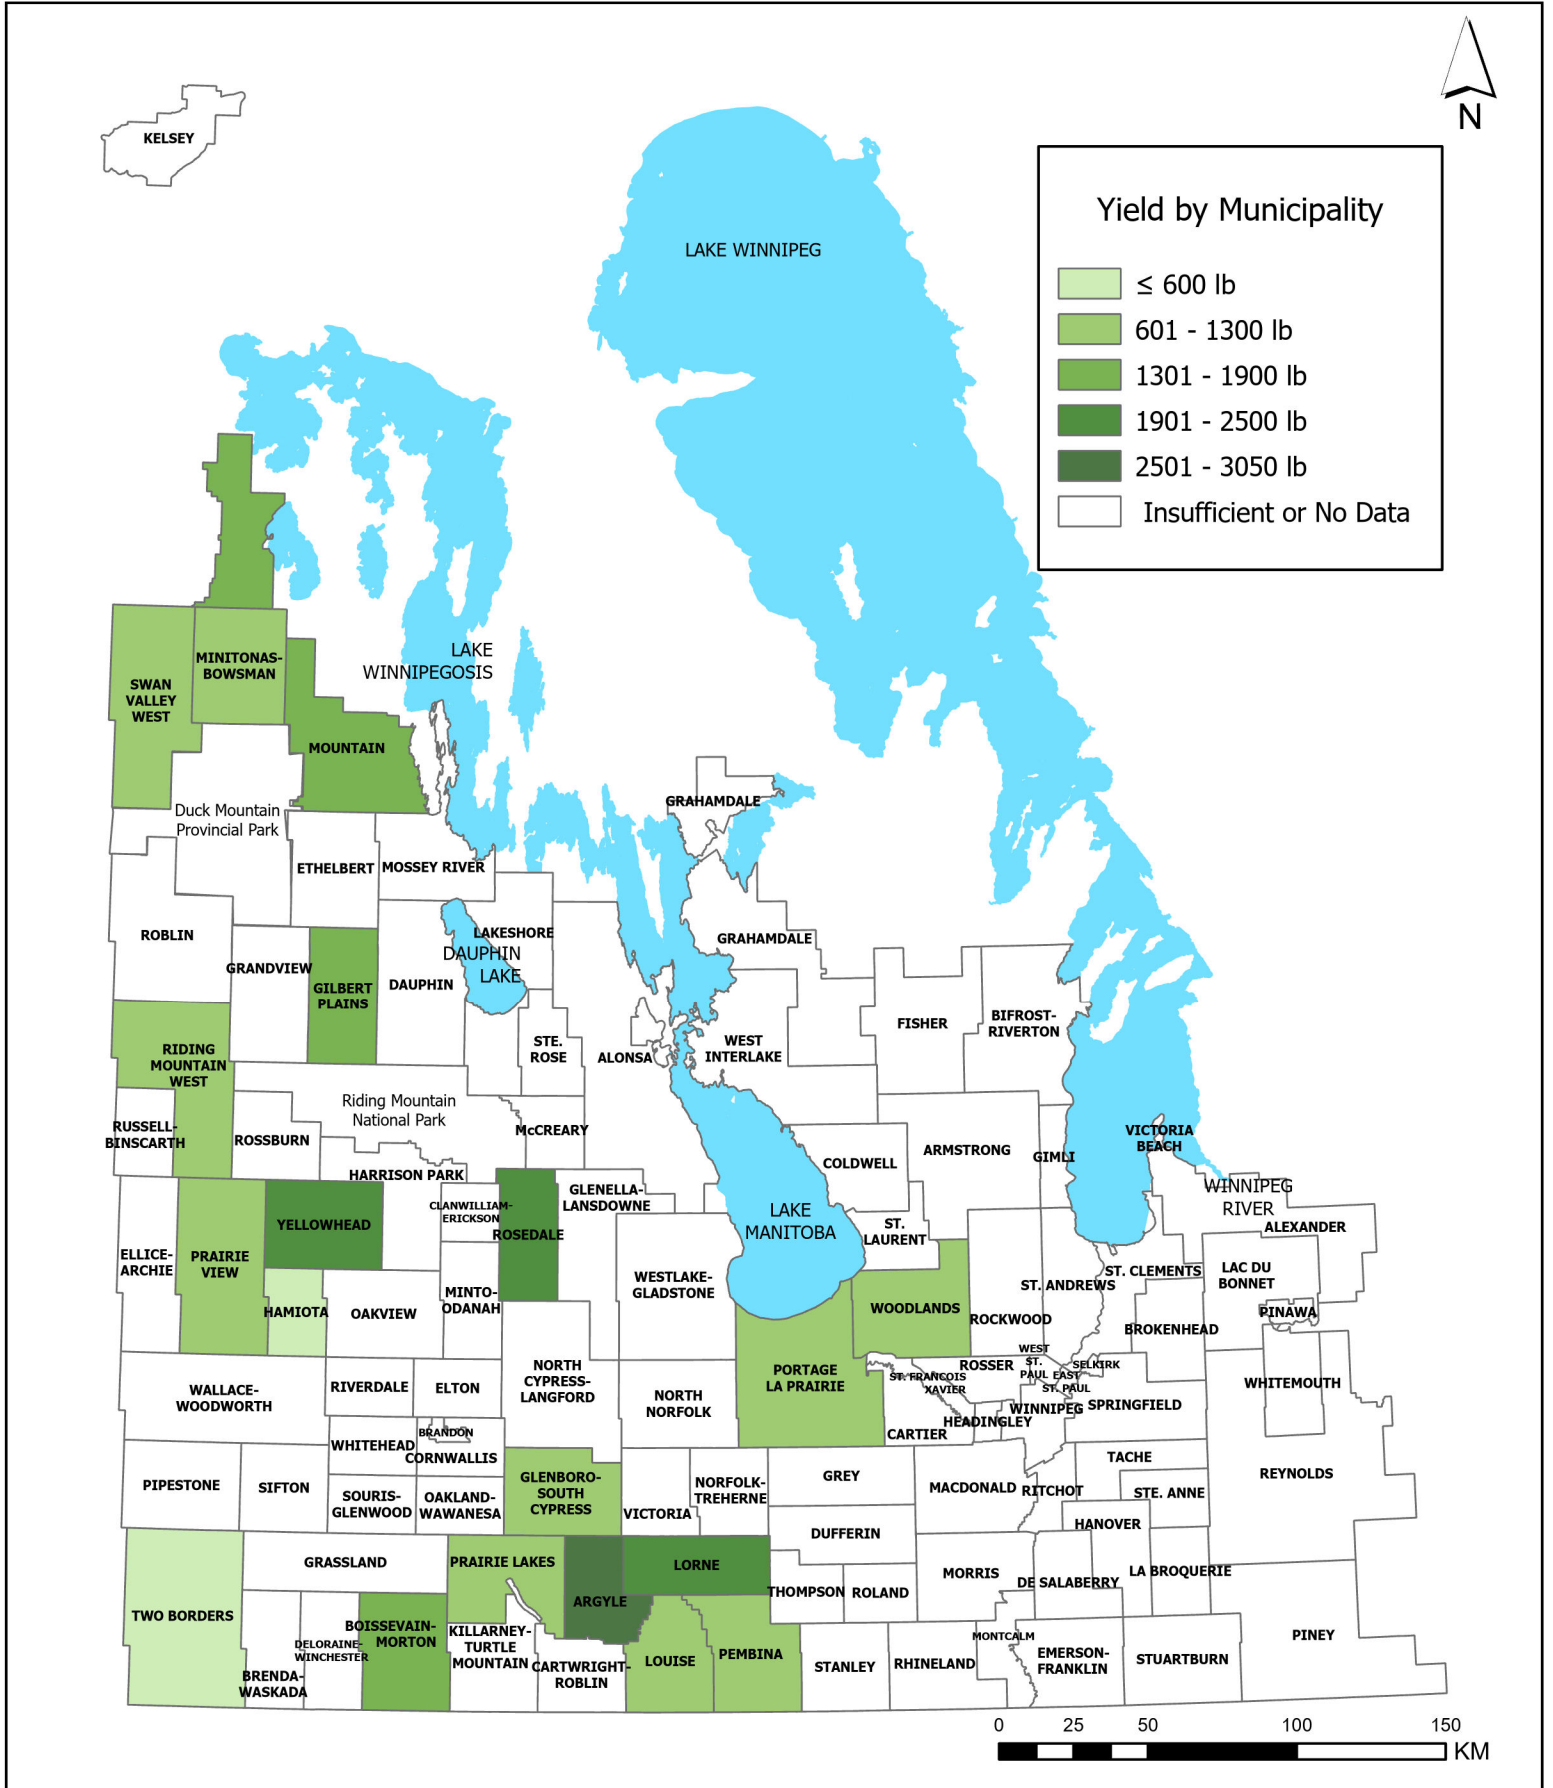 N
KELSEY
Yield by Municipality
≤ 600 lb
601 - 1300 lb
1301 - 1900 lb
1901 - 2500 lb
2501 - 3050 lb
Insufficient or No Data
LAKE WINNIPEG
LAKE
WINNIPEGOSIS
MINITONAS-
BOWSMAN
SWAN
VALLEY
WEST
MOUNTAIN
Duck Mountain
Provincial Park
GRAHAMDALE
ETHELBERT
MOSSEY RIVER
ROBLIN
LAKESHORE
GRAHAMDALE
DAUPHIN
LAKE
GRANDVIEW
GILBERT
PLAINS
DAUPHIN
FISHER
BIFROST-
RIVERTON
STE.
ROSE
ALONSA
WEST
INTERLAKE
RIDING
MOUNTAIN
WEST
Riding Mountain
National Park
RUSSELL-
BINSCARTH
ROSSBURN
McCREARY
VICTORIA
BEACH
ARMSTRONG
GIMLI
COLDWELL
HARRISON PARK
GLENELLA-
LANSDOWNE
CLANWILLIAM-
ERICKSON
WINNIPEG
RIVER
ALEXANDER
YELLOWHEAD
ROSEDALE
LAKE
MANITOBA
ST.
LAURENT
ELLICE-
ARCHIE
PRAIRIE
VIEW
WESTLAKE-
GLADSTONE
ST. ANDREWS
ST. CLEMENTS
LAC DU
BONNET
HAMIOTA
OAKVIEW
MINTO-
ODANAH
WOODLANDS
ROCKWOOD
PINAWA
BROKENHEAD
WEST
ST.
PAUL
EAST
ST. PAUL
SELKIRK
ROSSER
ST. FRANCOIS
XAVIER
PORTAGE
LA PRAIRIE
NORTH
CYPRESS-
LANGFORD
WALLACE-
WOODWORTH
RIVERDALE
ELTON
NORTH
NORFOLK
WHITEMOUTH
WINNIPEG
SPRINGFIELD
HEADINGLEY
CARTIER
BRANDON
WHITEHEAD
CORNWALLIS
TACHE
PIPESTONE
SIFTON
GLENBORO-
SOUTH
CYPRESS
GREY
REYNOLDS
SOURIS-
GLENWOOD
OAKLAND-
WAWANESA
VICTORIA
NORFOLK-
TREHERNE
MACDONALD
RITCHOT
STE. ANNE
HANOVER
DUFFERIN
GRASSLAND
PRAIRIE LAKES
LORNE
MORRIS
LA BROQUERIE
DE SALABERRY
THOMPSON
ROLAND
ARGYLE
TWO BORDERS
BOISSEVAIN-
MORTON
KILLARNEY-
TURTLE
MOUNTAIN
DELORAINE-
WINCHESTER
PEMBINA
LOUISE
MONTCALM
PINEY
BRENDA-
WASKADA
CARTWRIGHT-
ROBLIN
STANLEY
RHINELAND
EMERSON-
FRANKLIN
STUARTBURN
0 25 50 100 150
KM